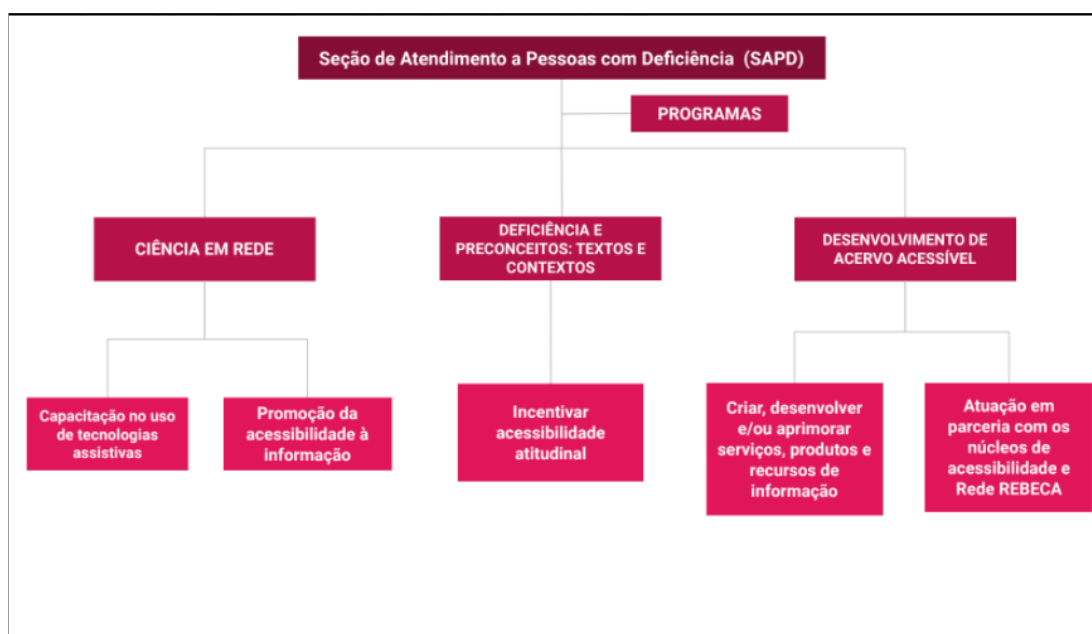 Seção de Atendimento a Pessoas com Deficiência (SAPD)
PROGRAMAS
CIÊNCIA EM REDE
DEFICIÊNCIA E
PRECONCEITOS: TEXTOS E
CONTEXTOS
DESENVOLVIMENTO DE
ACERVO ACESSÍVEL
Capacitação no uso
de tecnologias
assistivas
Promoção da
acessibilidade à
informação
Incentivar
acessibilidade
atitudinal
Criar, desenvolver
e/ou aprimorar
serviços, produtos e
recursos de
informação
Atuação em
parceria com os
núcleos de
acessibilidade e
Rede REBECA